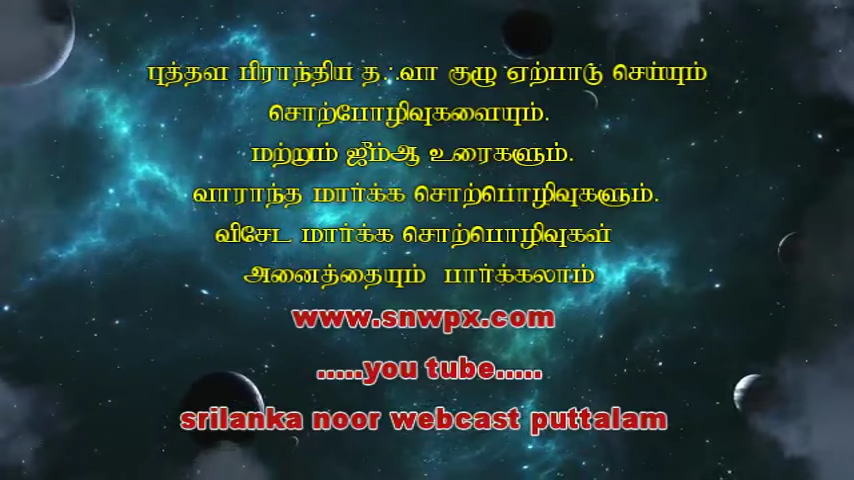 புத்தள பிராந்திய த.:.வா குழு ஏற்பாடு செய்யும்
சொற்போழிவுகளையும்.
மற்றும் ஜீம்ஆ உரைகளும்.
வாராந்த மார்க்க சொற்பொழிவுகளும்.
விசேட மார்க்க சொற்பொழிவுகள்
அனைத்தையும் பார்க்கலாம்
www.snwpx.com
.....you tube.....
srilanka noor webcast puttalam